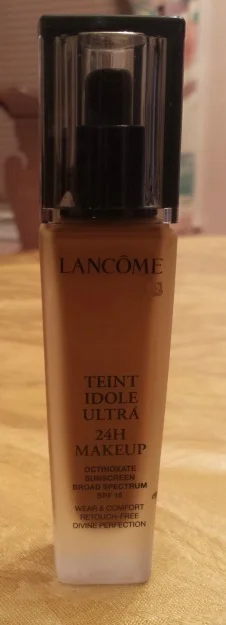 LANCÔME
TEINT
IDOLE
ULTRA
24H
MAKEUP
OCTINOXATE
SUNSCREEN
BROAD SPECTRUM
SPF 15
WEAR & COMFORT
RETOUCH-FREE
DIVINE PERFECTION